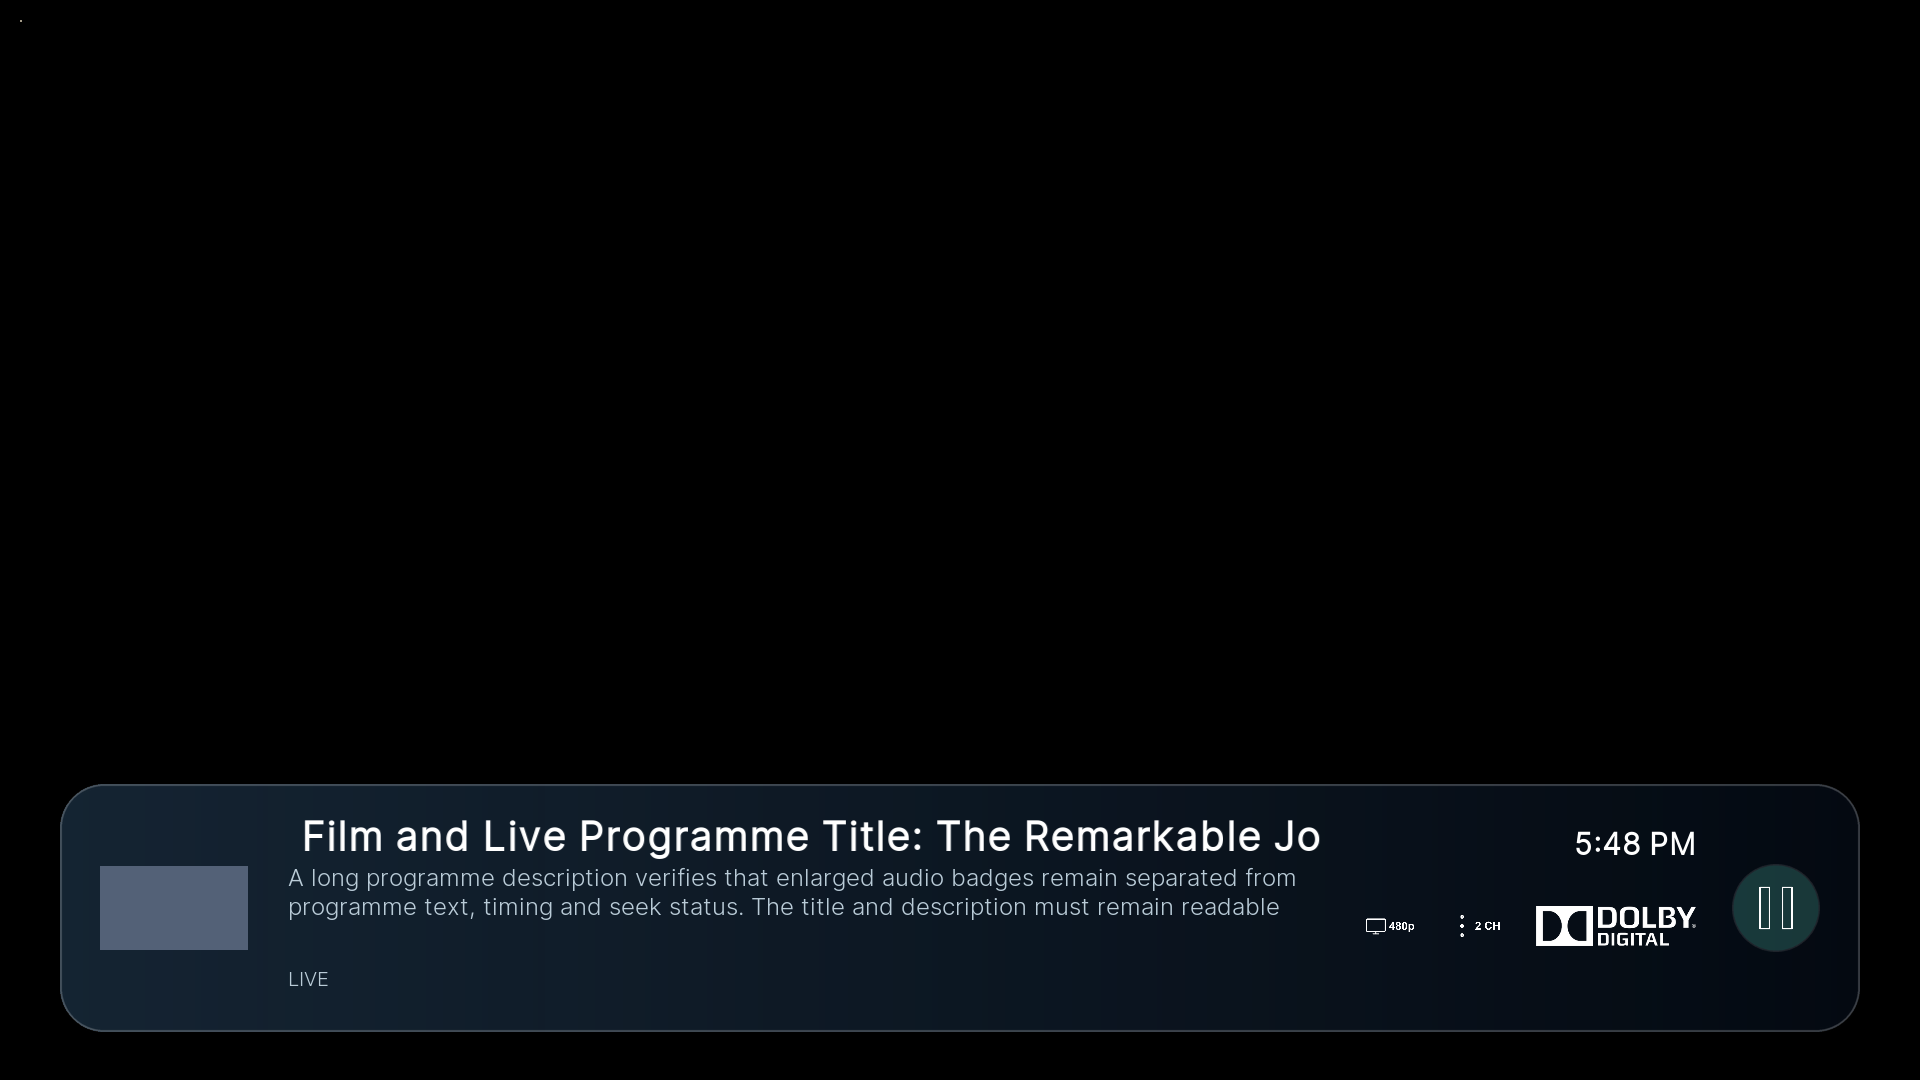 Film and Live Programme Title: The Remarkable Jo
5:48 PM
A long programme description verifies that enlarged audio badges remain separated from
programme text, timing and seek status. The title and description must remain readable
480p
2 CH
DOLBY
DIGITAL
LIVE